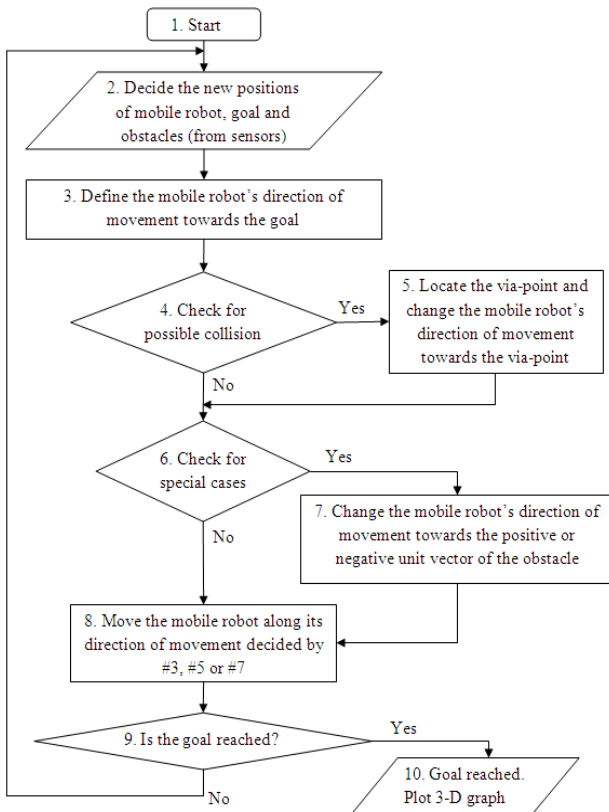 1. Start
2. Decide the new positions
of mobile robot, goal and
obstacles (from sensors)
3. Define the mobile robot's direction of
movement towards the goal
4. Check for
possible collision
Yes
5. Locate the via-point and
change the mobile robot's
direction of movement
towards the via-point
No
6. Check for
special cases
Yes
7. Change the mobile robot's direction of
movement towards the positive or
negative unit vector of the obstacle
No
8. Move the mobile robot along its
direction of movement decided by
#3, #5 or #7
9. Is the goal reached?
Yes
No
10. Goal reached.
Plot 3-D graph